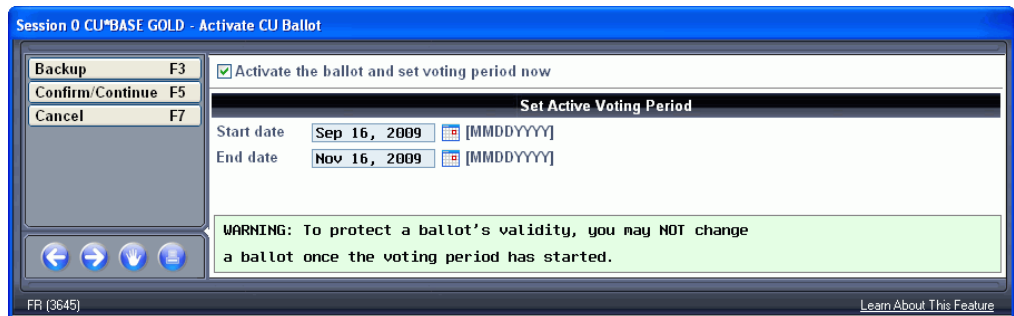 Session 0 CU*BASE GOLD - Activate CU Ballot
Backup F3
Confirm/Continue F5
Cancel F7
Activate the ballot and set voting period now
Set Active Voting Period
Start date Sep 16, 2009 [MMDDYYYY]
End date Nov 16, 2009 [MMDDYYYY]
WARNING: To protect a ballot's validity, you may NOT change
a ballot once the voting period has started.
FR (3645)
Learn About This Feature